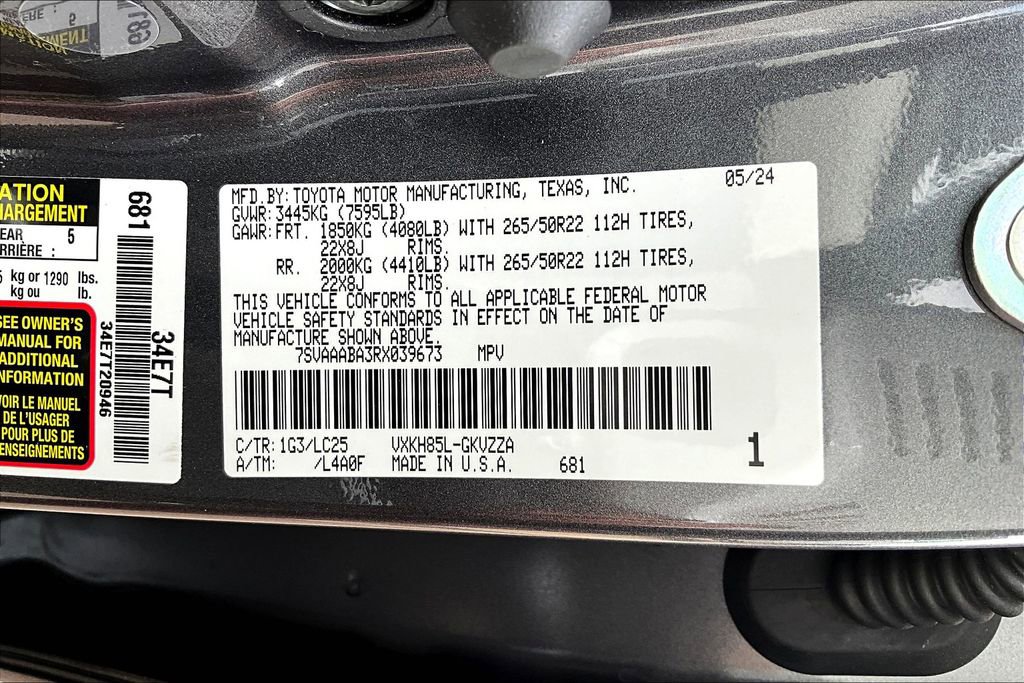 MFD.BY:TOYOTA MOTOR MANUFACTURING, TEXAS, INC. 05/24
GVWR:3445KG (7595LB)
GAWR:FRT. 1850KG (4080LB) WITH 265/50R22 112H TIRES,
22X8J RIMS.
RR. 2000KG (4410LB) WITH 265/50R22 112H TIRES,
22X8J RIMS.
THIS VEHICLE CONFORMS TO ALL APPLICABLE FEDERAL MOTOR
VEHICLE SAFETY STANDARDS IN EFFECT ON THE DATE OF
MANUFACTURE SHOWN ABOVE.
7SVAAABA3RX039673 MPV
C/TR:1G3/LC25 VXKH85L-GKVZZA
A/TM: /L4A0F MADE IN U.S.A. 681
1
ATION
HARGEMENT
EAR 5
RRIÈRE :
kg or 1290 lbs.
kg ou lb.
SEE OWNER'S
MANUAL FOR
ADDITIONAL
NFORMATION
VOIR LE MANUEL
DE L'USAGER
POUR PLUS DE
ENSEIGNEMENTS
681
34E7T20946
34E7T